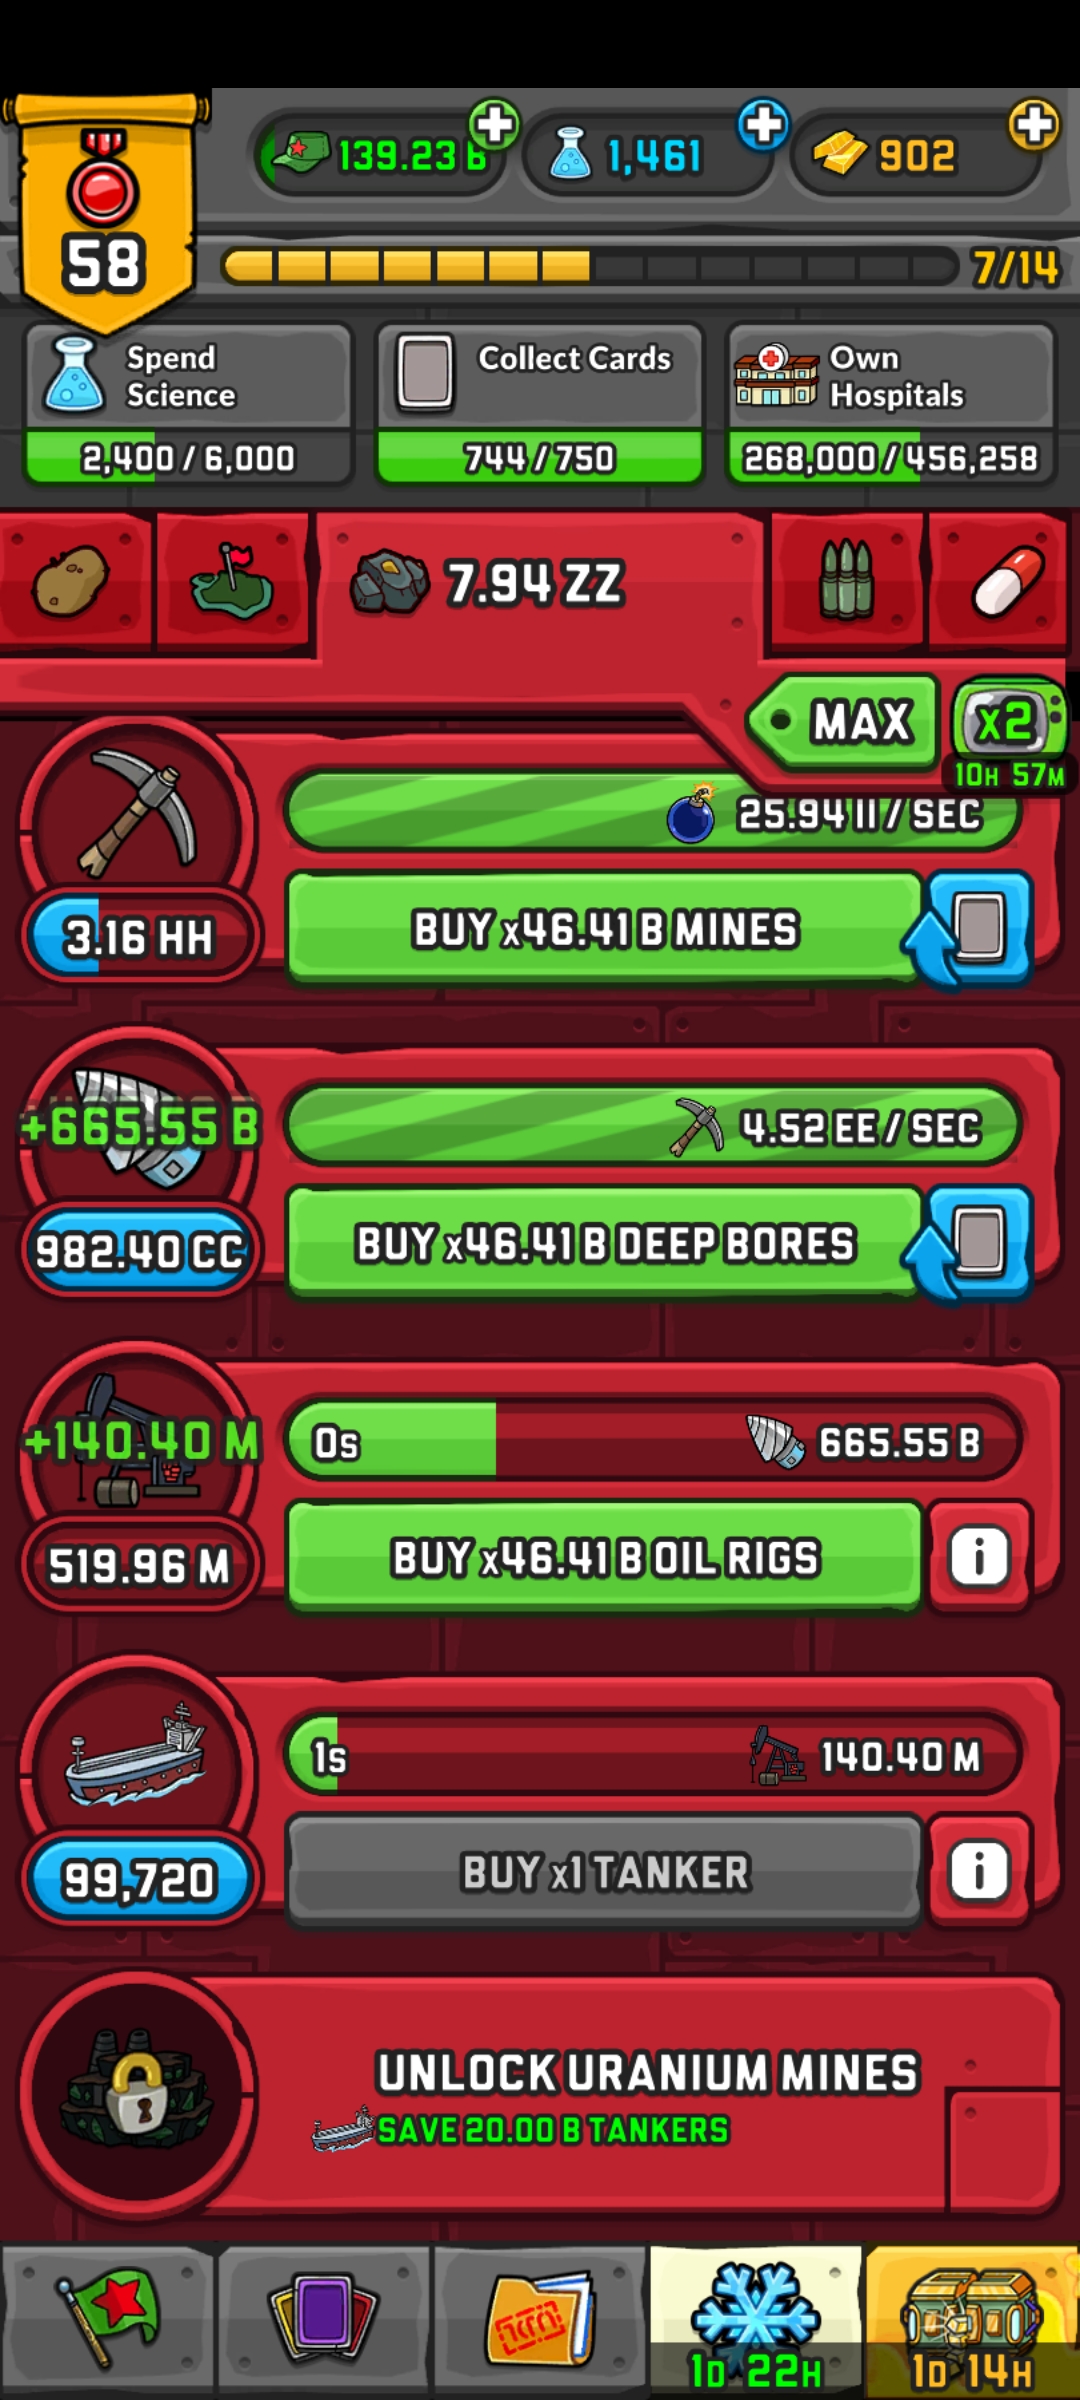 139.23 B
1,461
902
58
7/14
Spend
Science
2,400 / 6,000
Collect Cards
744 / 750
Own
Hospitals
268,000 / 456,258
7.94 ZZ
MAX
x2
10H 57M
25.94 II / SEC
3.16 HH
BUY x46.41 B MINES
+665.55 B
4.52 EE / SEC
982.40 CC
BUY x46.41 B DEEP BORES
+140.40 M
0s
665.55 B
519.96 M
BUY x46.41 B OIL RIGS
i
1s
140.40 M
99,720
BUY x1 TANKER
i
UNLOCK URANIUM MINES
SAVE 20.00 B TANKERS
1D 22H
1D 14H